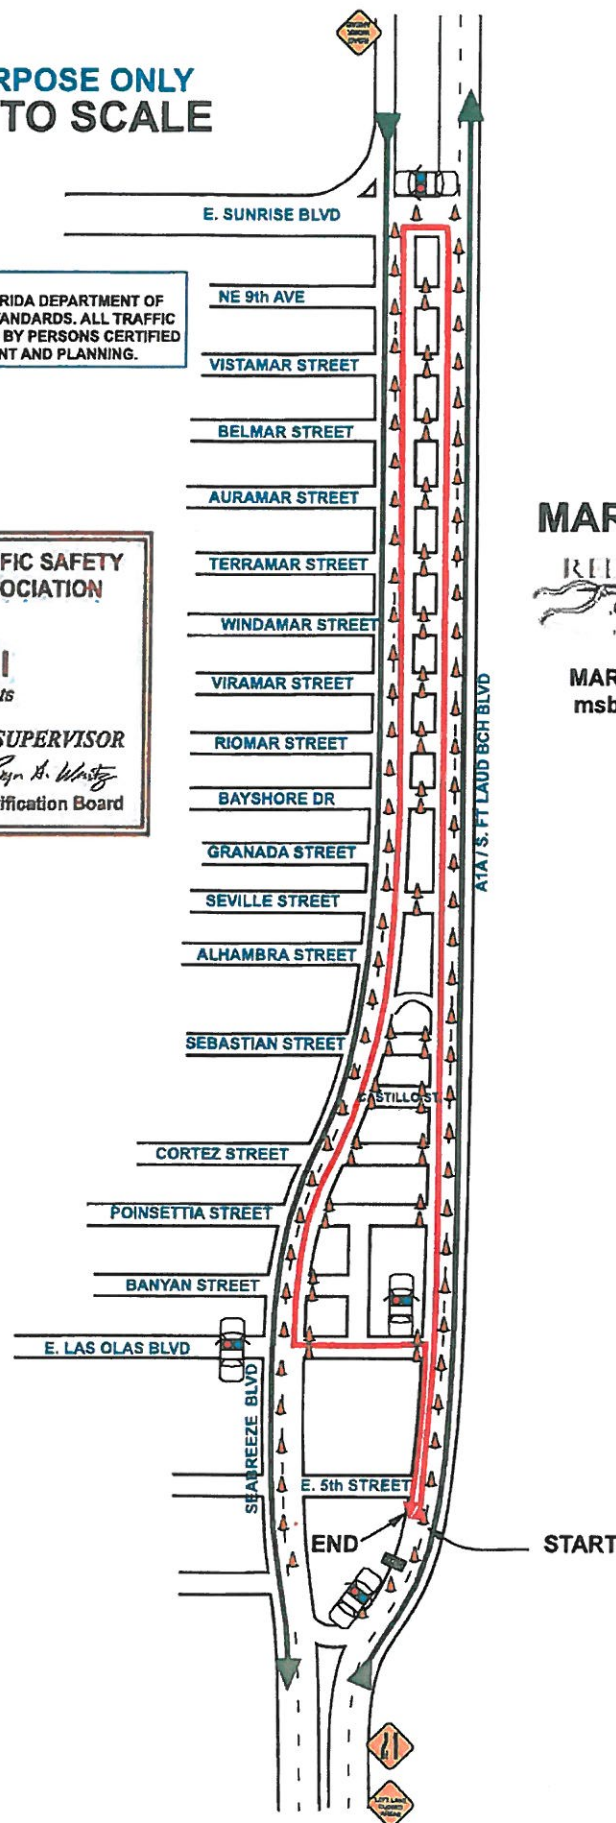 RPOSE ONLY
TO SCALE
E. SUNRISE BLVD
RIDA DEPARTMENT OF
TANDARDS. ALL TRAFFIC
BY PERSONS CERTIFIED
NT AND PLANNING.
NE 9th AVE
VISTAMAR STREET
BELMAR STREET
AURAMAR STREET
MAR
FIC SAFETY
OCIATION
I
ts
SUPERVISOR
tification Board
TERRAMAR STREET
WINDAMAR STREET
VIRAMAR STREET
MAR
msb
RIOMAR STREET
A1A / S. FT LAUD BCH BLVD
BAYSHORE DR
GRANADA STREET
SEVILLE STREET
ALHAMBRA STREET
SEBASTIAN STREET
CASTILLO ST.
CORTEZ STREET
POINSETTIA STREET
BANYAN STREET
E. LAS OLAS BLVD
SEABREEZE BLVD
E. 5th STREET
END
START